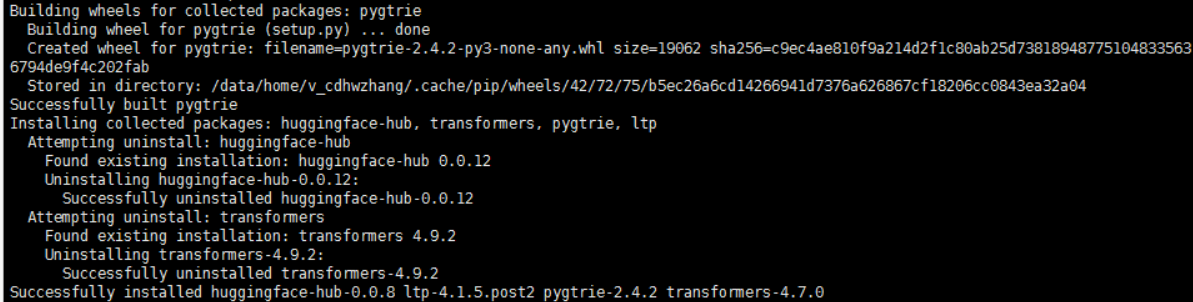 Building wheels for collected packages: pygtrie
  Building wheel for pygtrie (setup.py) ... done
  Created wheel for pygtrie: filename=pygtrie-2.4.2-py3-none-any.whl size=19062 sha256=c9ec4ae810f9a214d2f1c80ab25d73818948775104833563
6794de9f4c202fab
  Stored in directory: /data/home/v_cdhwzhang/.cache/pip/wheels/42/72/75/b5ec26a6cd14266941d7376a626867cf18206cc0843ea32a04
Successfully built pygtrie
Installing collected packages: huggingface-hub, transformers, pygtrie, ltp
  Attempting uninstall: huggingface-hub
    Found existing installation: huggingface-hub 0.0.12
    Uninstalling huggingface-hub-0.0.12:
      Successfully uninstalled huggingface-hub-0.0.12
  Attempting uninstall: transformers
    Found existing installation: transformers 4.9.2
    Uninstalling transformers-4.9.2:
      Successfully uninstalled transformers-4.9.2
Successfully installed huggingface-hub-0.0.8 ltp-4.1.5.post2 pygtrie-2.4.2 transformers-4.7.0